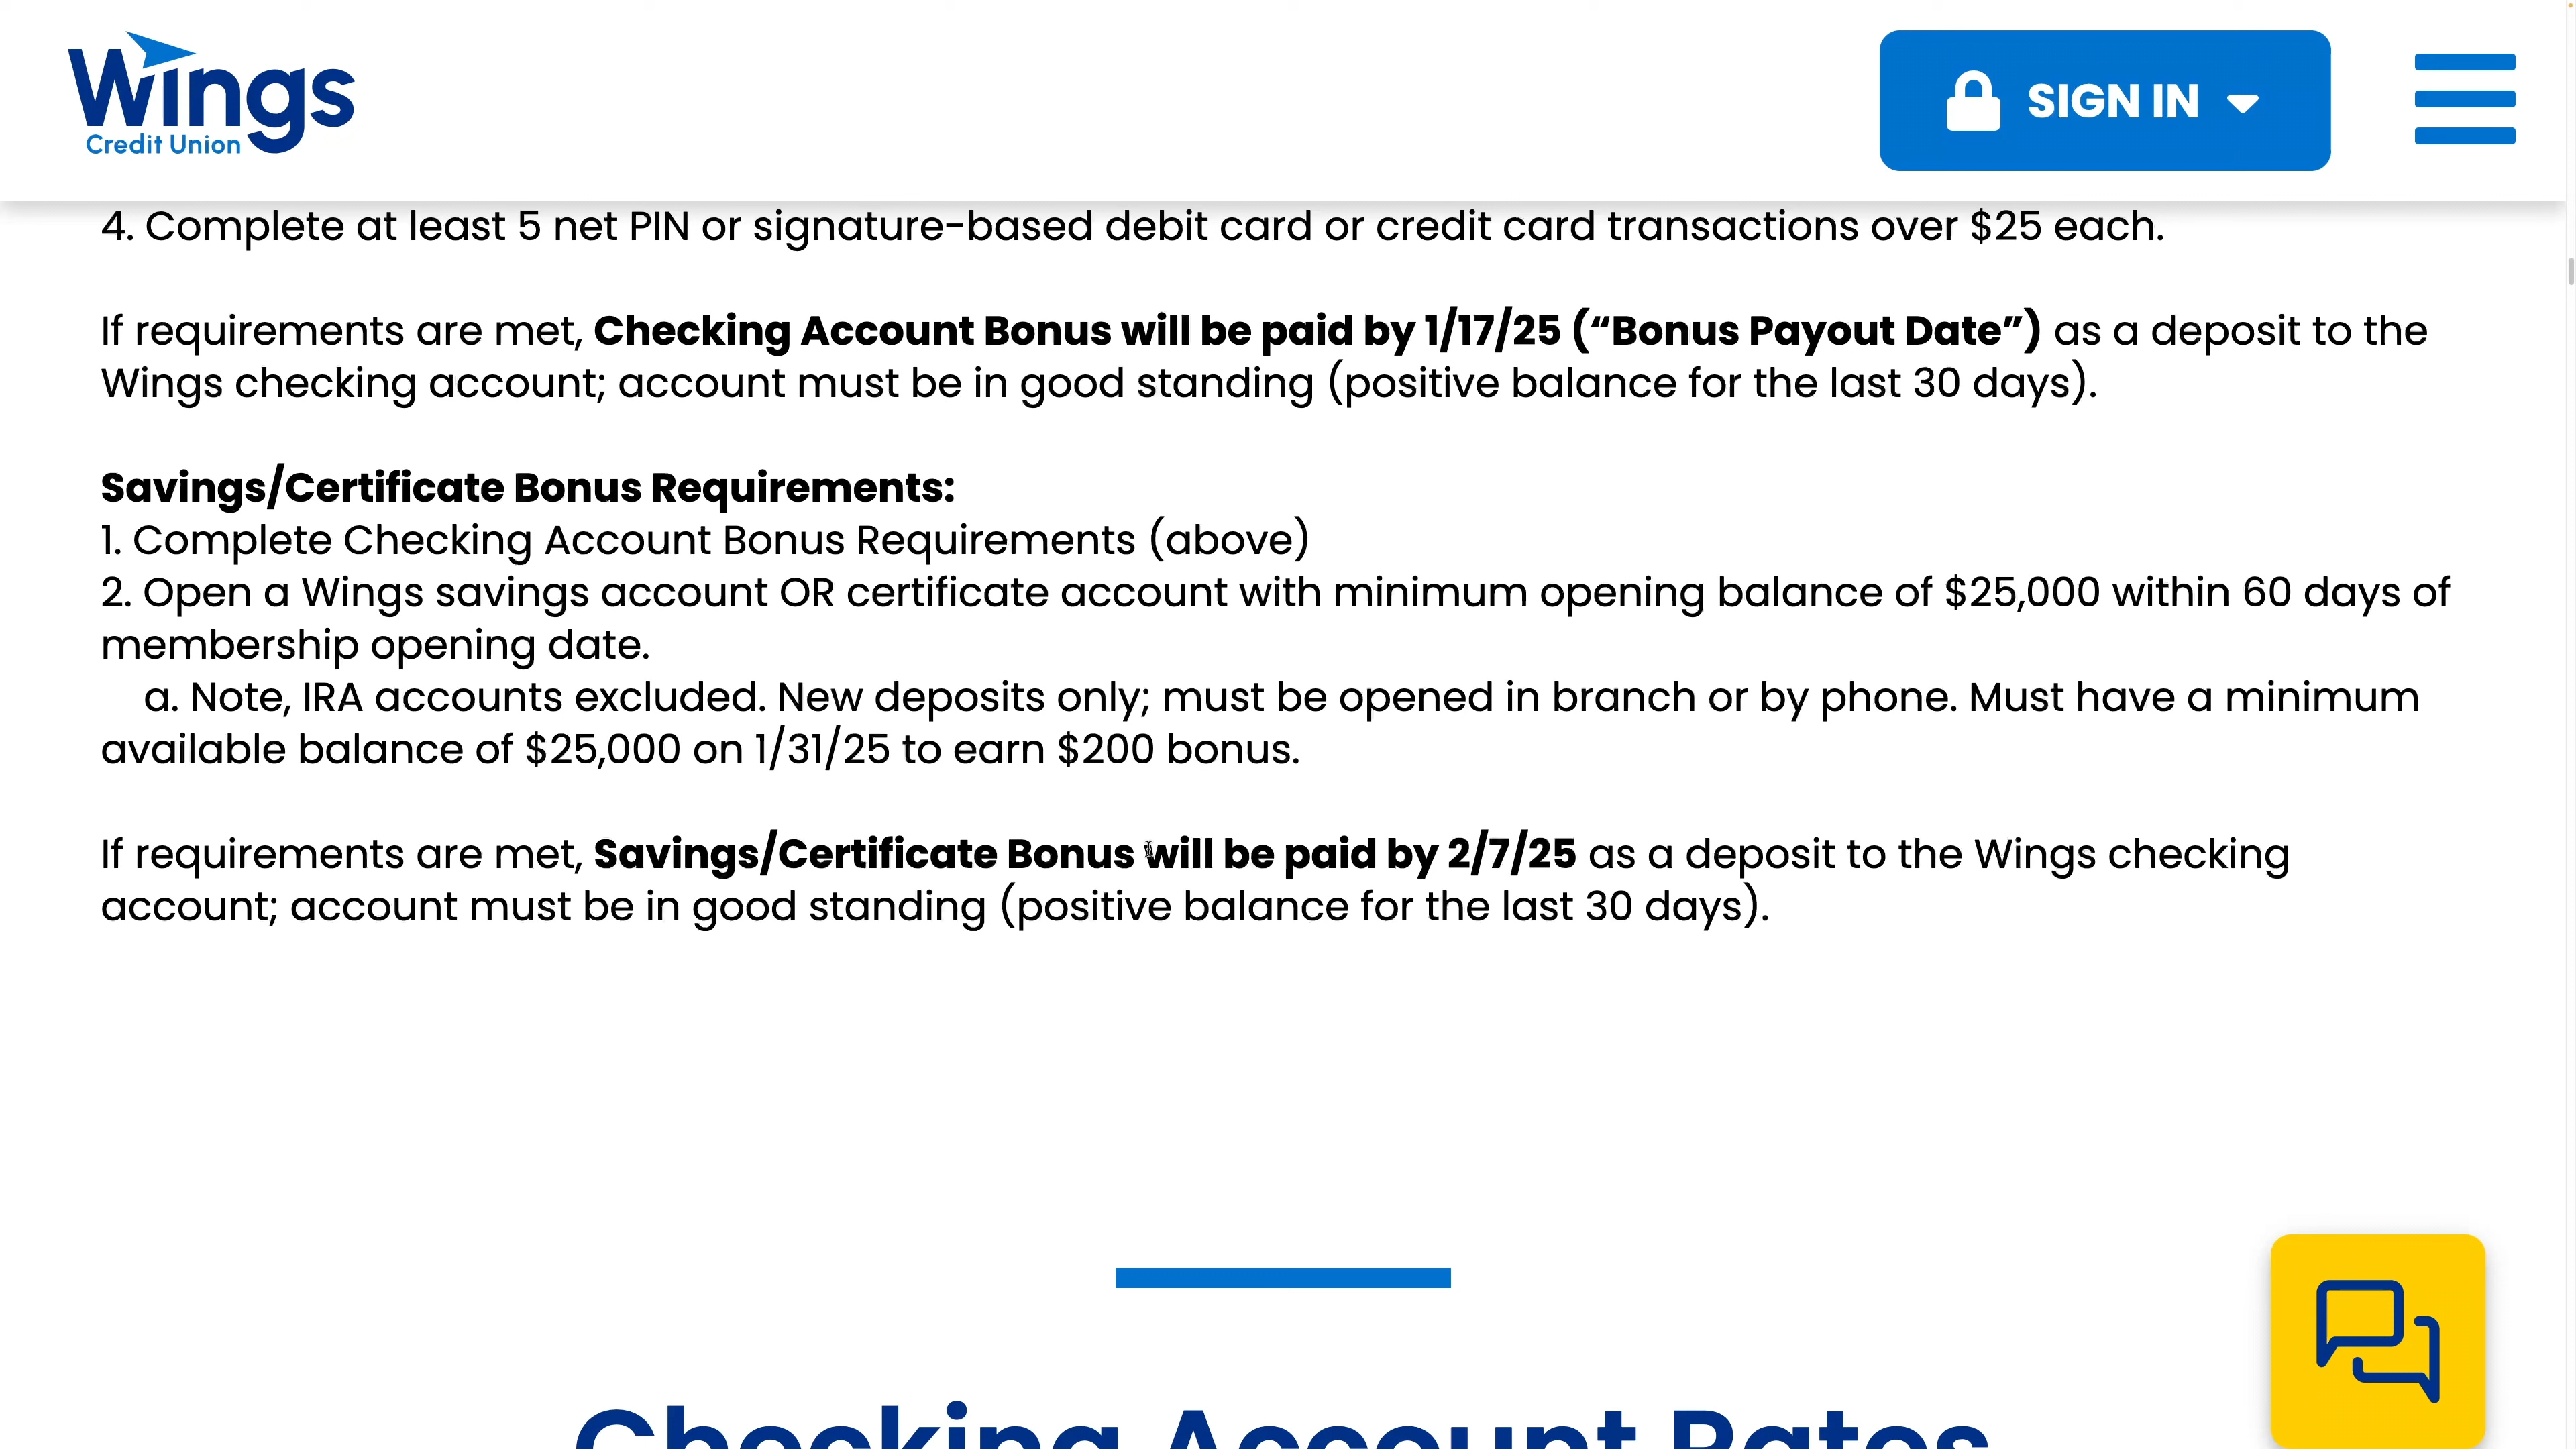 Wings
Credit Union
SIGN IN
4. Complete at least 5 net PIN or signature-based debit card or credit card transactions over $25 each.
If requirements are met, Checking Account Bonus will be paid by 1/17/25 (“Bonus Payout Date”) as a deposit to the
Wings checking account; account must be in good standing (positive balance for the last 30 days).
Savings/Certificate Bonus Requirements:
1. Complete Checking Account Bonus Requirements (above)
2. Open a Wings savings account OR certificate account with minimum opening balance of $25,000 within 60 days of
membership opening date.
a. Note, IRA accounts excluded. New deposits only; must be opened in branch or by phone. Must have a minimum
available balance of $25,000 on 1/31/25 to earn $200 bonus.
If requirements are met, Savings/Certificate Bonus will be paid by 2/7/25 as a deposit to the Wings checking
account; account must be in good standing (positive balance for the last 30 days).
Checking Account Rates